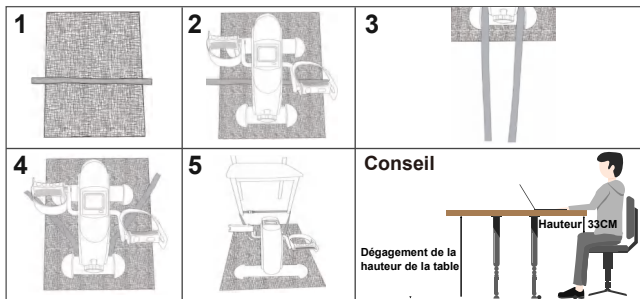 1
2
3
4
5
Conseil
Hauteur 33CM
Dégagement de la
hauteur de la table